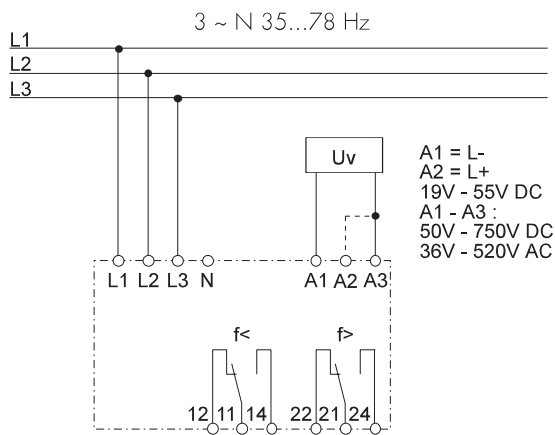 3 ~ N 35...78 Hz
L1
L2
L3
Uv
A1 = L-
A2 = L+
19V - 55V DC
A1 - A3 :
50V - 750V DC
36V - 520V AC
L1 L2 L3 N A1 A2 A3
f< f>
12 11 14 22 21 24